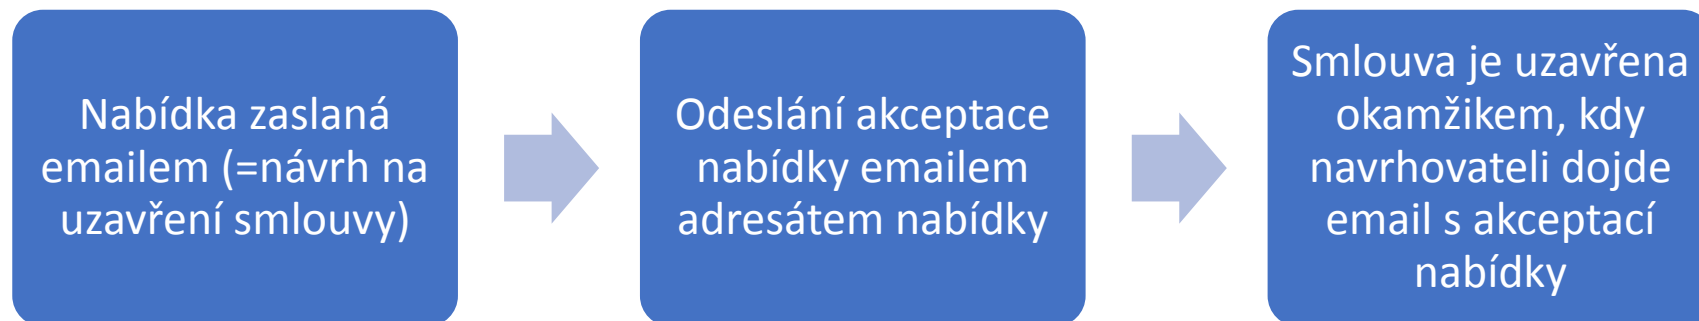 Nabídka zaslaná
emailem (=návrh na
uzavření smlouvy)
Odeslání akceptace
nabídky emailem
adresátem nabídky
Smlouva je uzavřena
okamžikem, kdy
navrhovateli dojde
email s akceptací
nabídky